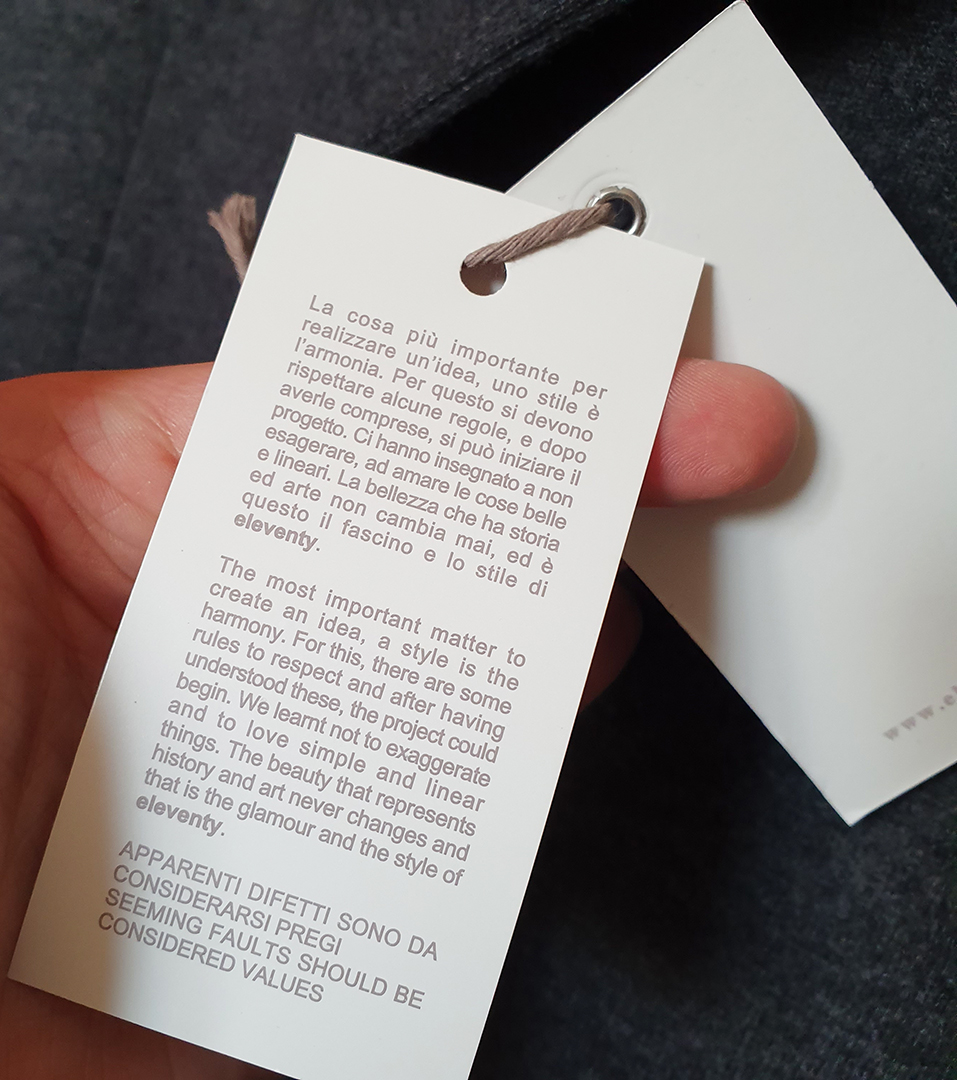 La cosa più importante per
realizzare un'idea, uno stile è
l'armonia. Per questo si devono
rispettare alcune regole, e dopo
averle comprese, si può iniziare il
progetto. Ci hanno insegnato a non
esagerare, ad amare le cose belle
e lineari. La bellezza che ha storia
ed arte non cambia mai, ed è
questo il fascino e lo stile di
eleventy.
The most important matter to
create an idea, a style is the
harmony. For this, there are some
rules to respect and after having
understood these, the project could
begin. We learnt not to exaggerate
and to love simple and linear
things. The beauty that represents
history and art never changes and
that is the glamour and the style of
eleventy.
APPARENTI DIFETTI SONO DA
CONSIDERARSI PREGI
SEEMING FAULTS SHOULD BE
CONSIDERED VALUES